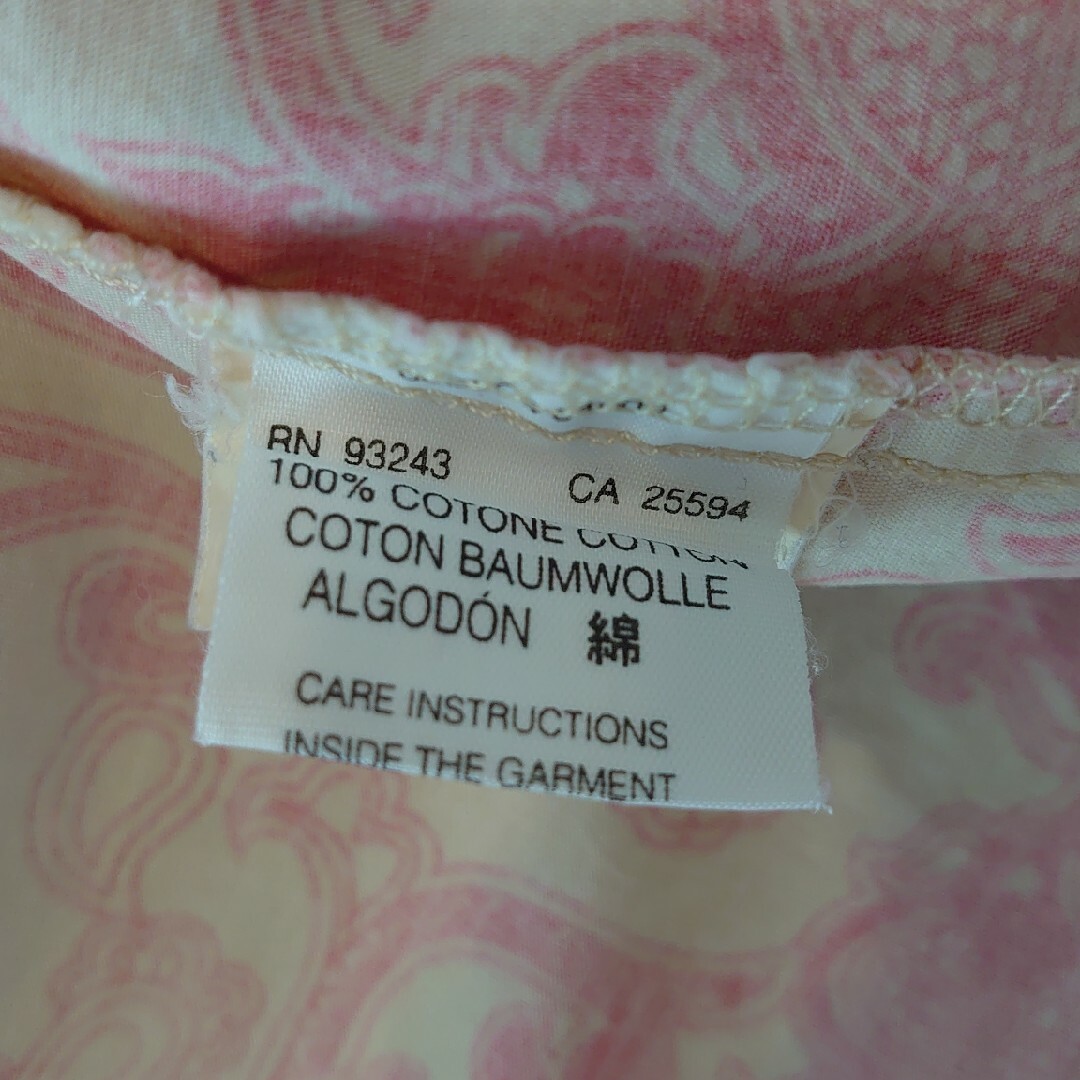 RN 93243 CA 25594
100% COTONE COTTON
COTON BAUMWOLLE
ALGODÓN 綿
CARE INSTRUCTIONS
INSIDE THE GARMENT